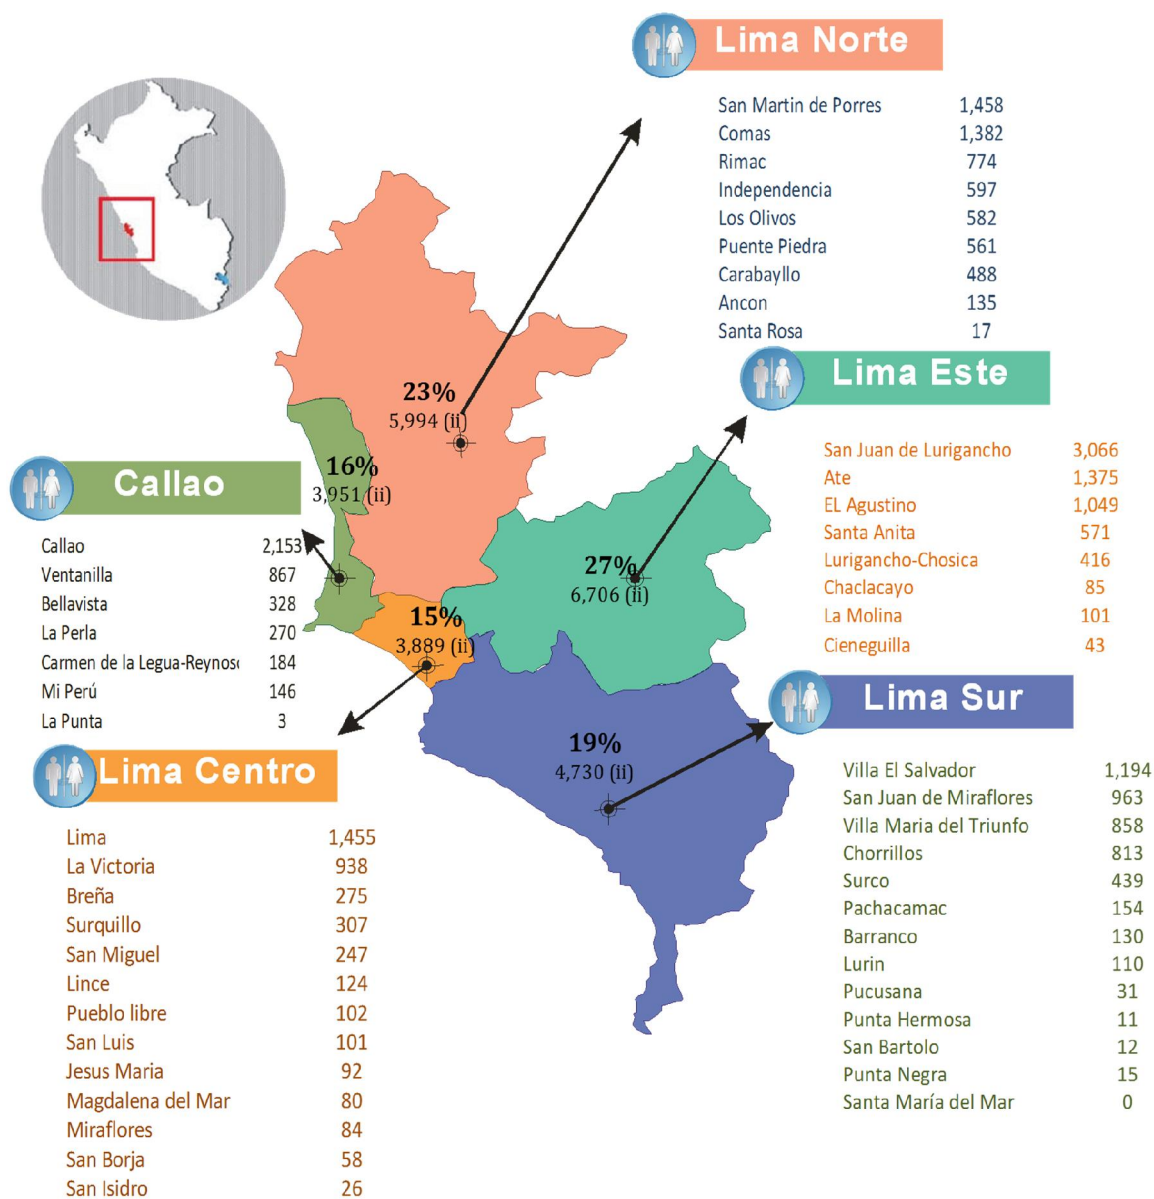 Lima Norte
San Martin de Porres 1,458
Comas 1,382
Rimac 774
Independencia 597
Los Olivos 582
Puente Piedra 561
Carabayllo 488
Ancon 135
Santa Rosa 17
Lima Este
San Juan de Lurigancho 3,066
Ate 1,375
EL Agustino 1,049
Santa Anita 571
Lurigancho-Chosica 416
Chaclacayo 85
La Molina 101
Cieneguilla 43
23%
5,994 (ii)
16%
3,951 (ii)
27%
6,706 (ii)
15%
3,889 (ii)
19%
4,730 (ii)
Callao
Callao 2,153
Ventanilla 867
Bellavista 328
La Perla 270
Carmen de la Legua-Reynoso 184
Mi Perú 146
La Punta 3
Lima Sur
Villa El Salvador 1,194
San Juan de Miraflores 963
Villa Maria del Triunfo 858
Chorrillos 813
Surco 439
Pachacamac 154
Barranco 130
Lurin 110
Pucusana 31
Punta Hermosa 11
San Bartolo 12
Punta Negra 15
Santa María del Mar 0
Lima Centro
Lima 1,455
La Victoria 938
Breña 275
Surquillo 307
San Miguel 247
Lince 124
Pueblo libre 102
San Luis 101
Jesus Maria 92
Magdalena del Mar 80
Miraflores 84
San Borja 58
San Isidro 26